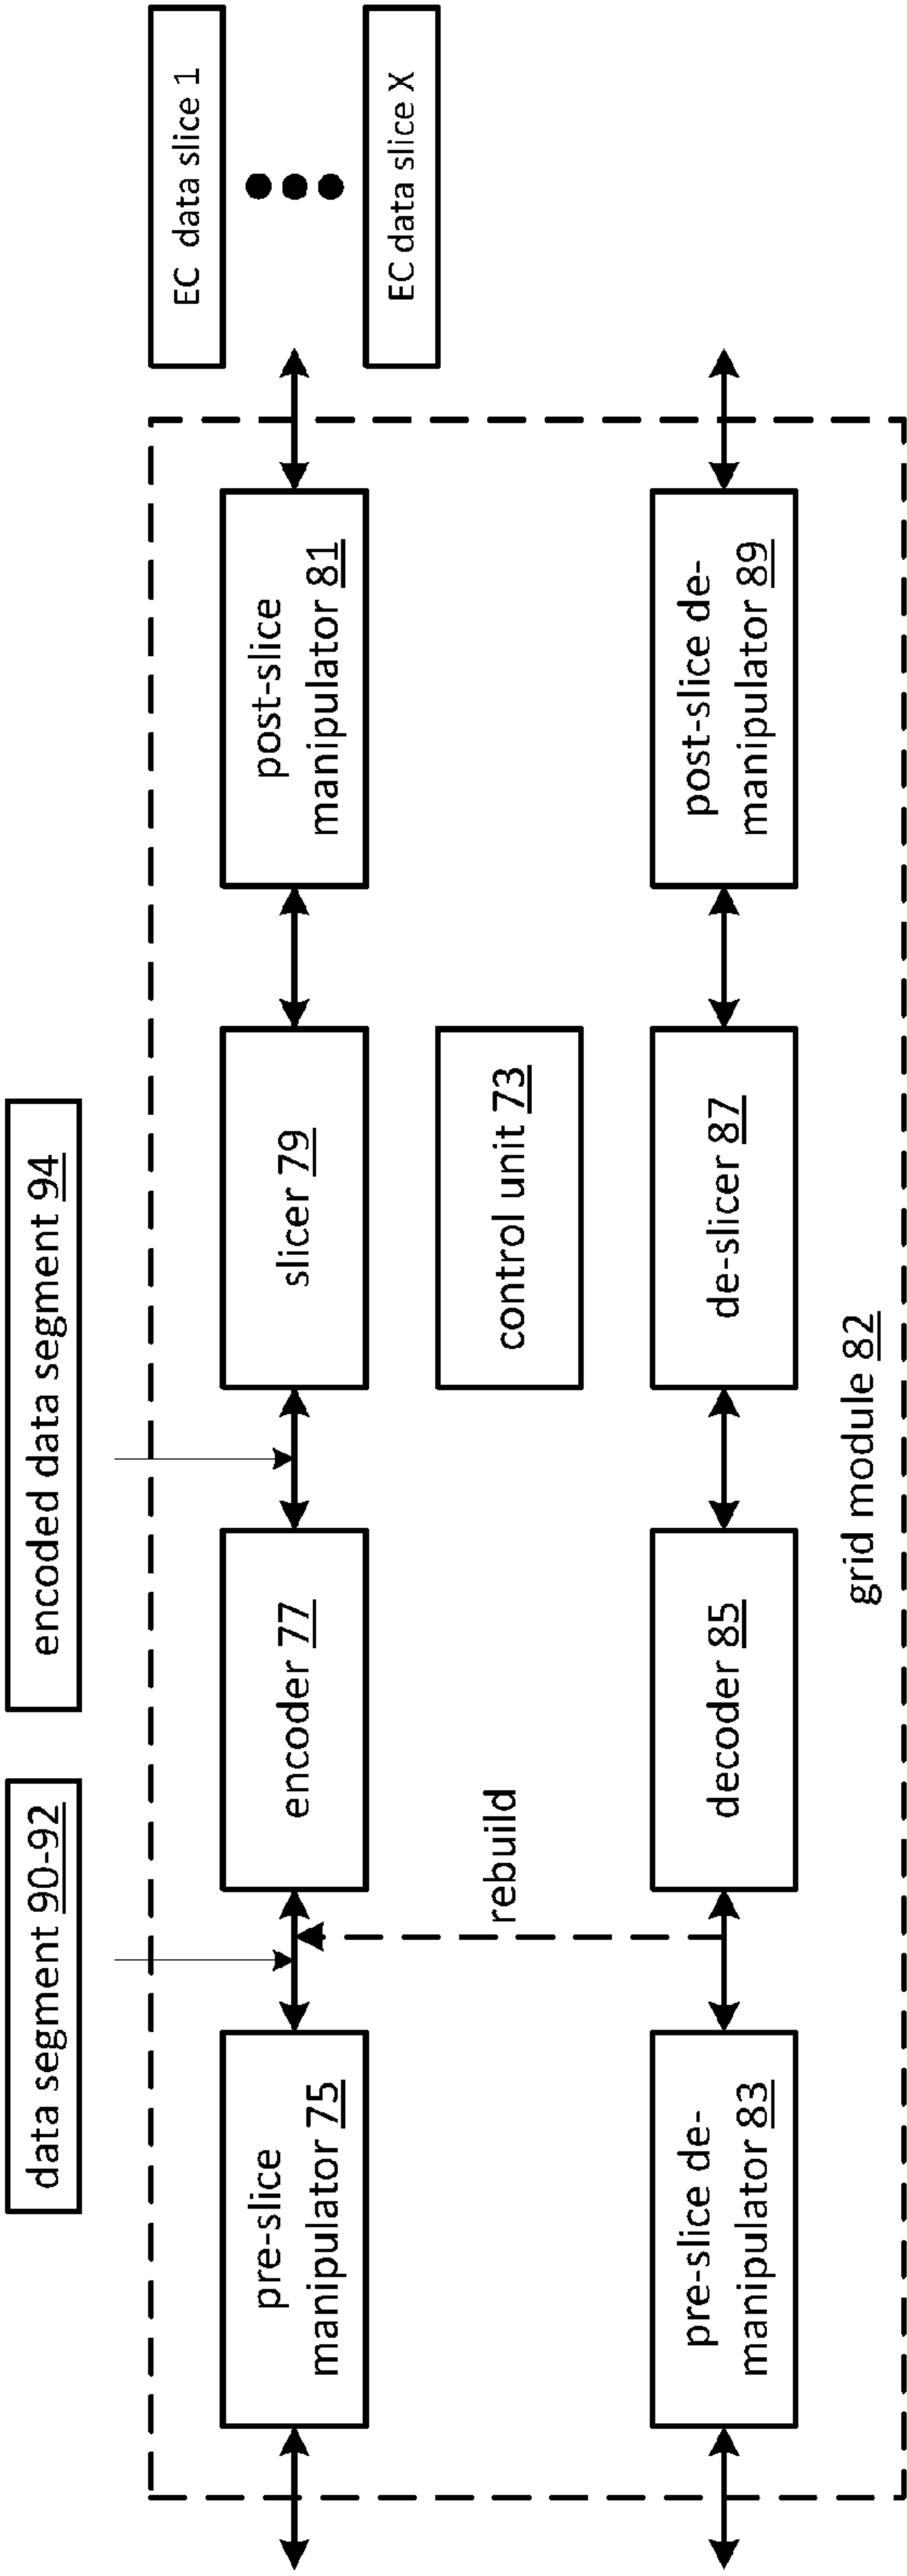 data segment 90-92
encoded data segment 94
EC data slice 1
EC data slice X
pre-slice
manipulator 75
encoder 77
slicer 79
post-slice
manipulator 81
rebuild
control unit 73
pre-slice de-
manipulator 83
decoder 85
de-slicer 87
post-slice de-
manipulator 89
grid module 82